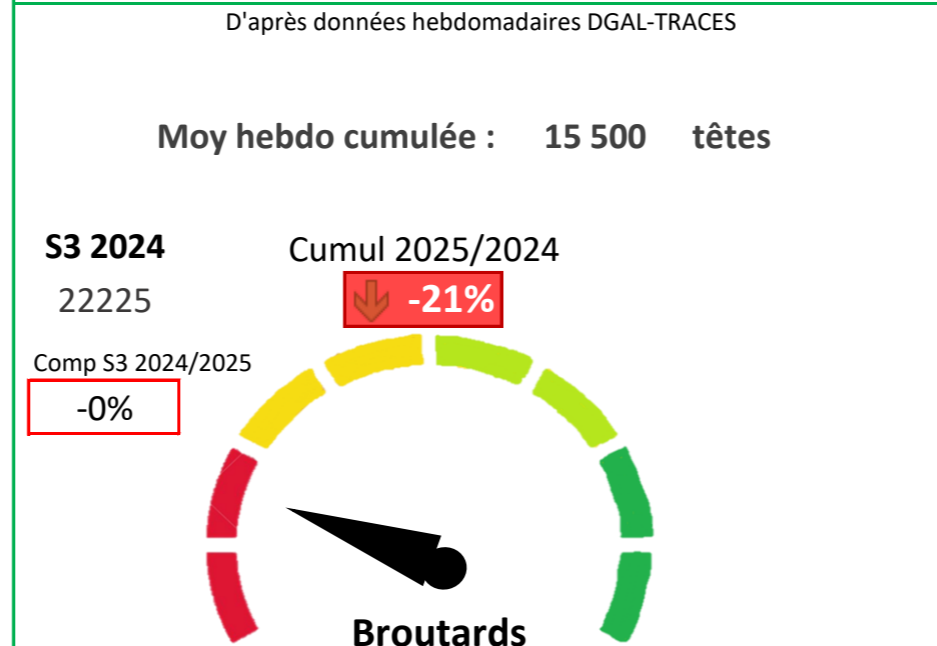 D'après données hebdomadaires DGAL-TRACES
Moy hebdo cumulée : 15 500 têtes
S3 2024
22225
Cumul 2025/2024
-21%
Comp S3 2024/2025
-0%
Broutards